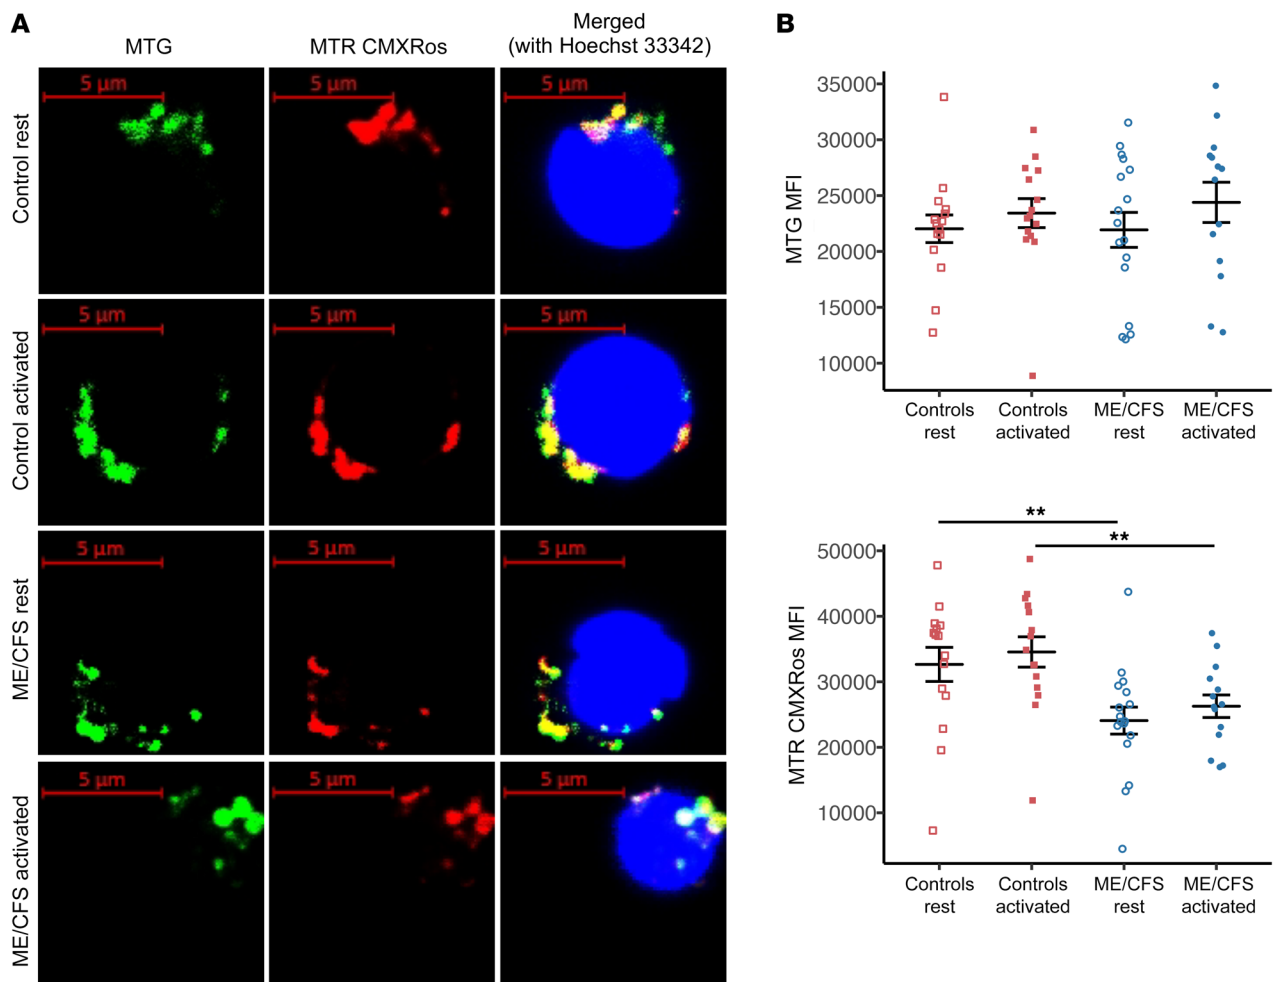 A
MTG
MTR CMXRos
Merged
(with Hoechst 33342)
Control rest
5 µm
5 µm
5 µm
Control activated
5 µm
5 µm
5 µm
ME/CFS rest
5 µm
5 µm
5 µm
ME/CFS activated
5 µm
5 µm
5 µm
B
MTG MFI
35000
30000
25000
20000
15000
10000
Controls
rest
Controls
activated
ME/CFS
rest
ME/CFS
activated
**
**
MTR CMXRos MFI
50000
40000
30000
20000
10000
Controls
rest
Controls
activated
ME/CFS
rest
ME/CFS
activated